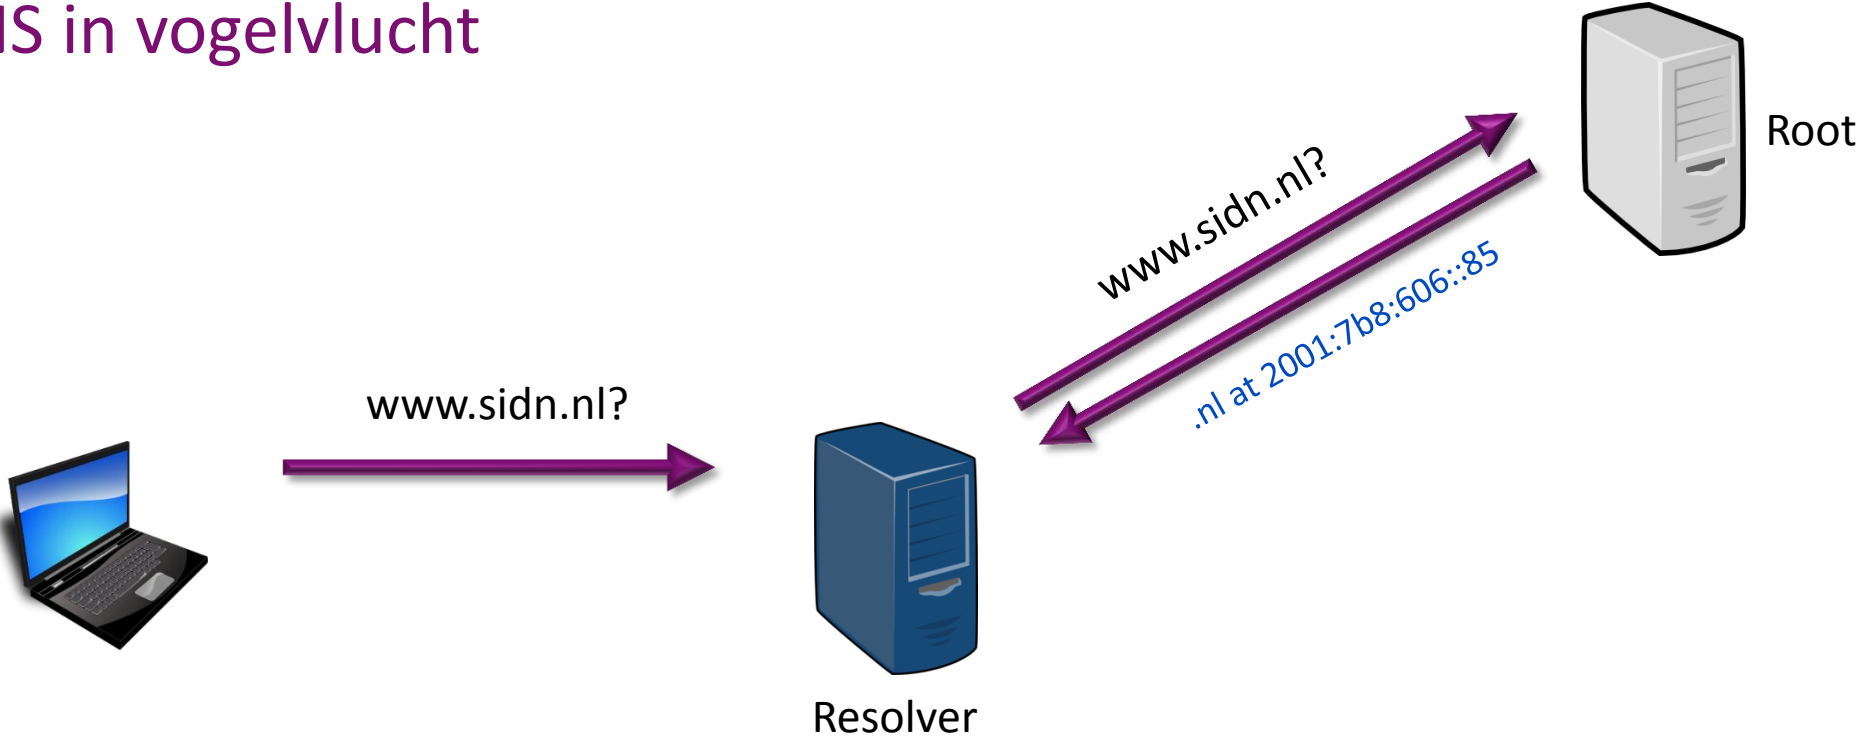 IS in vogelvlucht
Root
www.sidn.nl?
.nl at 2001:7b8:606::85
www.sidn.nl?
Resolver